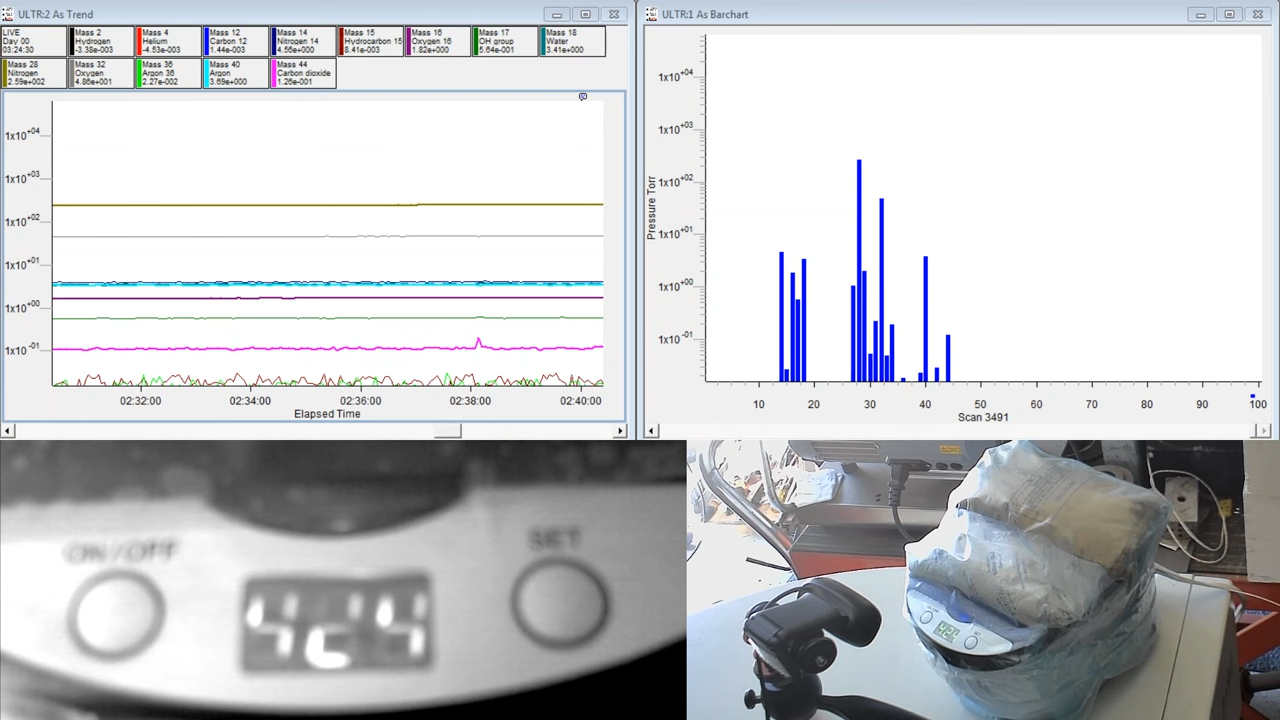 ULTR:2 As Trend
LIVE
Day 00
03:24:30
Mass 2
Hydrogen
-3.38e-003
Mass 4
Helium
-4.53e-003
Mass 12
Carbon 12
1.44e-003
Mass 14
Nitrogen 14
4.56e+000
Mass 15
Hydrocarbon 15
8.41e-003
Mass 16
Oxygen 16
1.82e+000
Mass 17
OH group
5.64e-001
Mass 18
Water
3.41e+000
Mass 28
Nitrogen
2.59e+002
Mass 32
Oxygen
4.86e+001
Mass 36
Argon 36
2.27e-002
Mass 40
Argon
3.69e+000
Mass 44
Carbon dioxide
1.26e-001
1x10+04
1x10+03
1x10+02
1x10+01
1x10+00
1x10-01
02:32:00 02:34:00 02:36:00 02:38:00 02:40:00
Elapsed Time
ULTR:1 As Barchart
Pressure Torr
1x10+04
1x10+03
1x10+02
1x10+01
1x10+00
1x10-01
10 20 30 40 50 60 70 80 90 100
Scan 3491
ON/OFF
SET